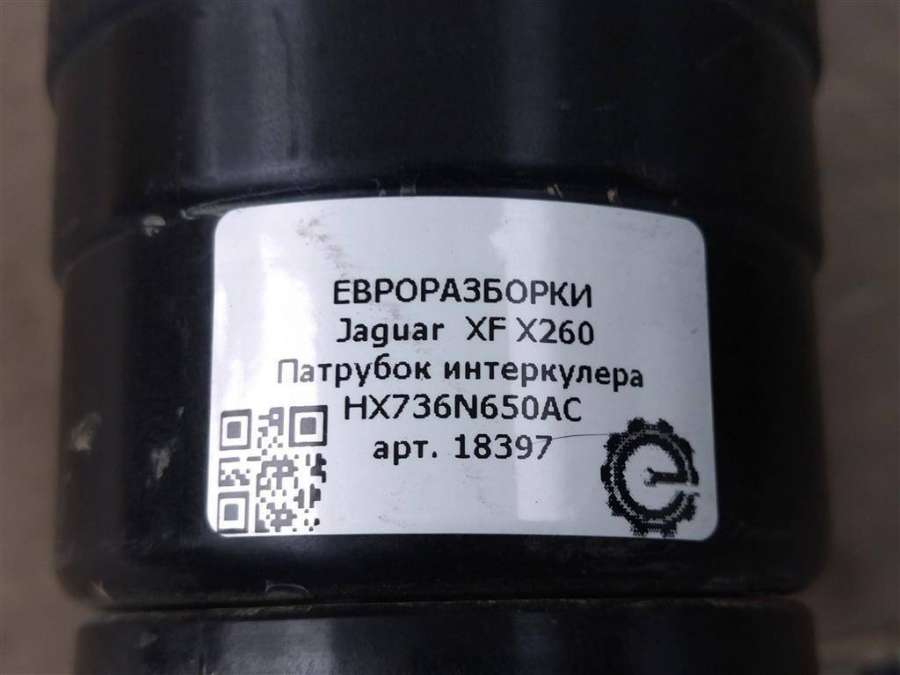 ЕВРОРАЗБОРКИ
Jaguar XF X260
Патрубок интеркулера
HX736N650AC
арт. 18397